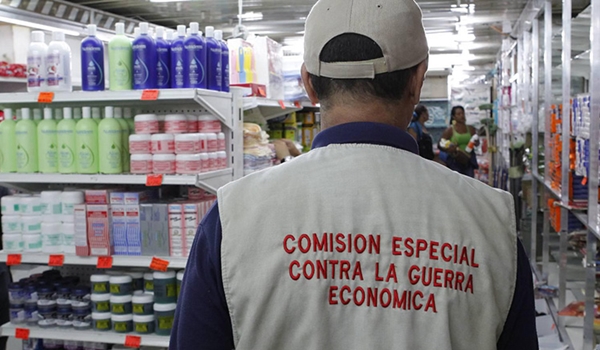 COMISION ESPECIAL
CONTRA LA GUERRA
ECONOMICA